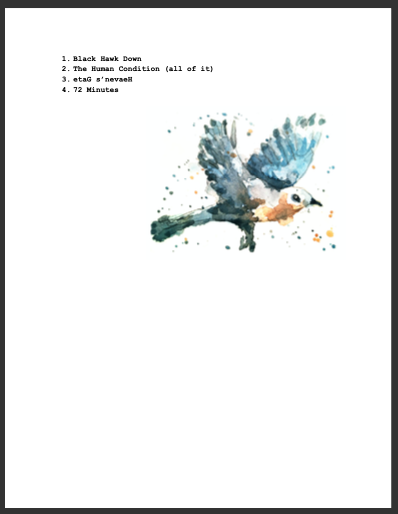 1. Black Hawk Down
2. The Human Condition (all of it)
3. etaG s'nevaeH
4. 72 Minutes